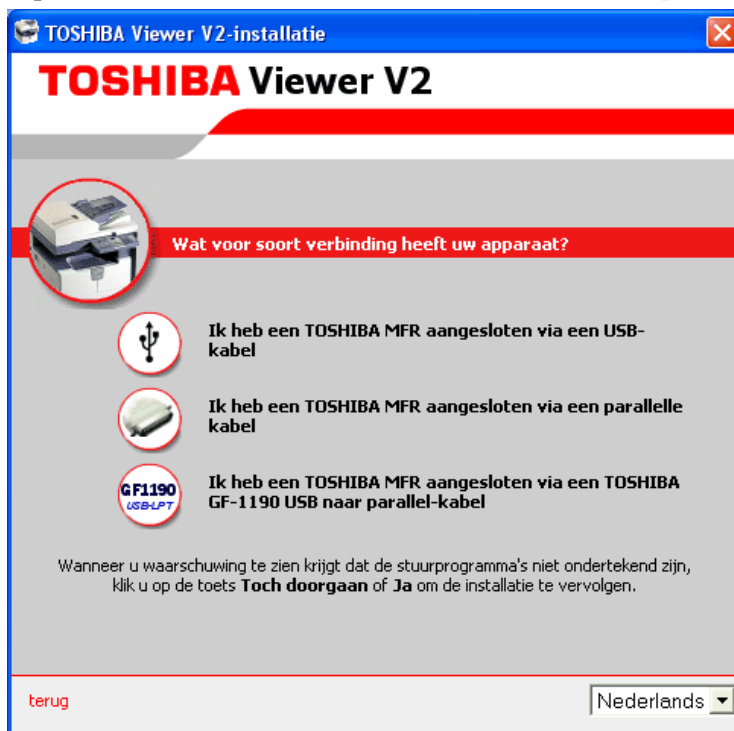 TOSHIBA Viewer V2-installatie
TOSHIBA Viewer V2
Wat voor soort verbinding heeft uw apparaat?
Ik heb een TOSHIBA MFR aangesloten via een USB-
kabel
Ik heb een TOSHIBA MFR aangesloten via een parallelle
kabel
GF1190
USB-LPT
Ik heb een TOSHIBA MFR aangesloten via een TOSHIBA
GF-1190 USB naar parallel-kabel
Wanneer u waarschuwing te zien krijgt dat de stuurprogramma's niet ondertekend zijn,
klik u op de toets Toch doorgaan of Ja om de installatie te vervolgen.
terug
Nederlands